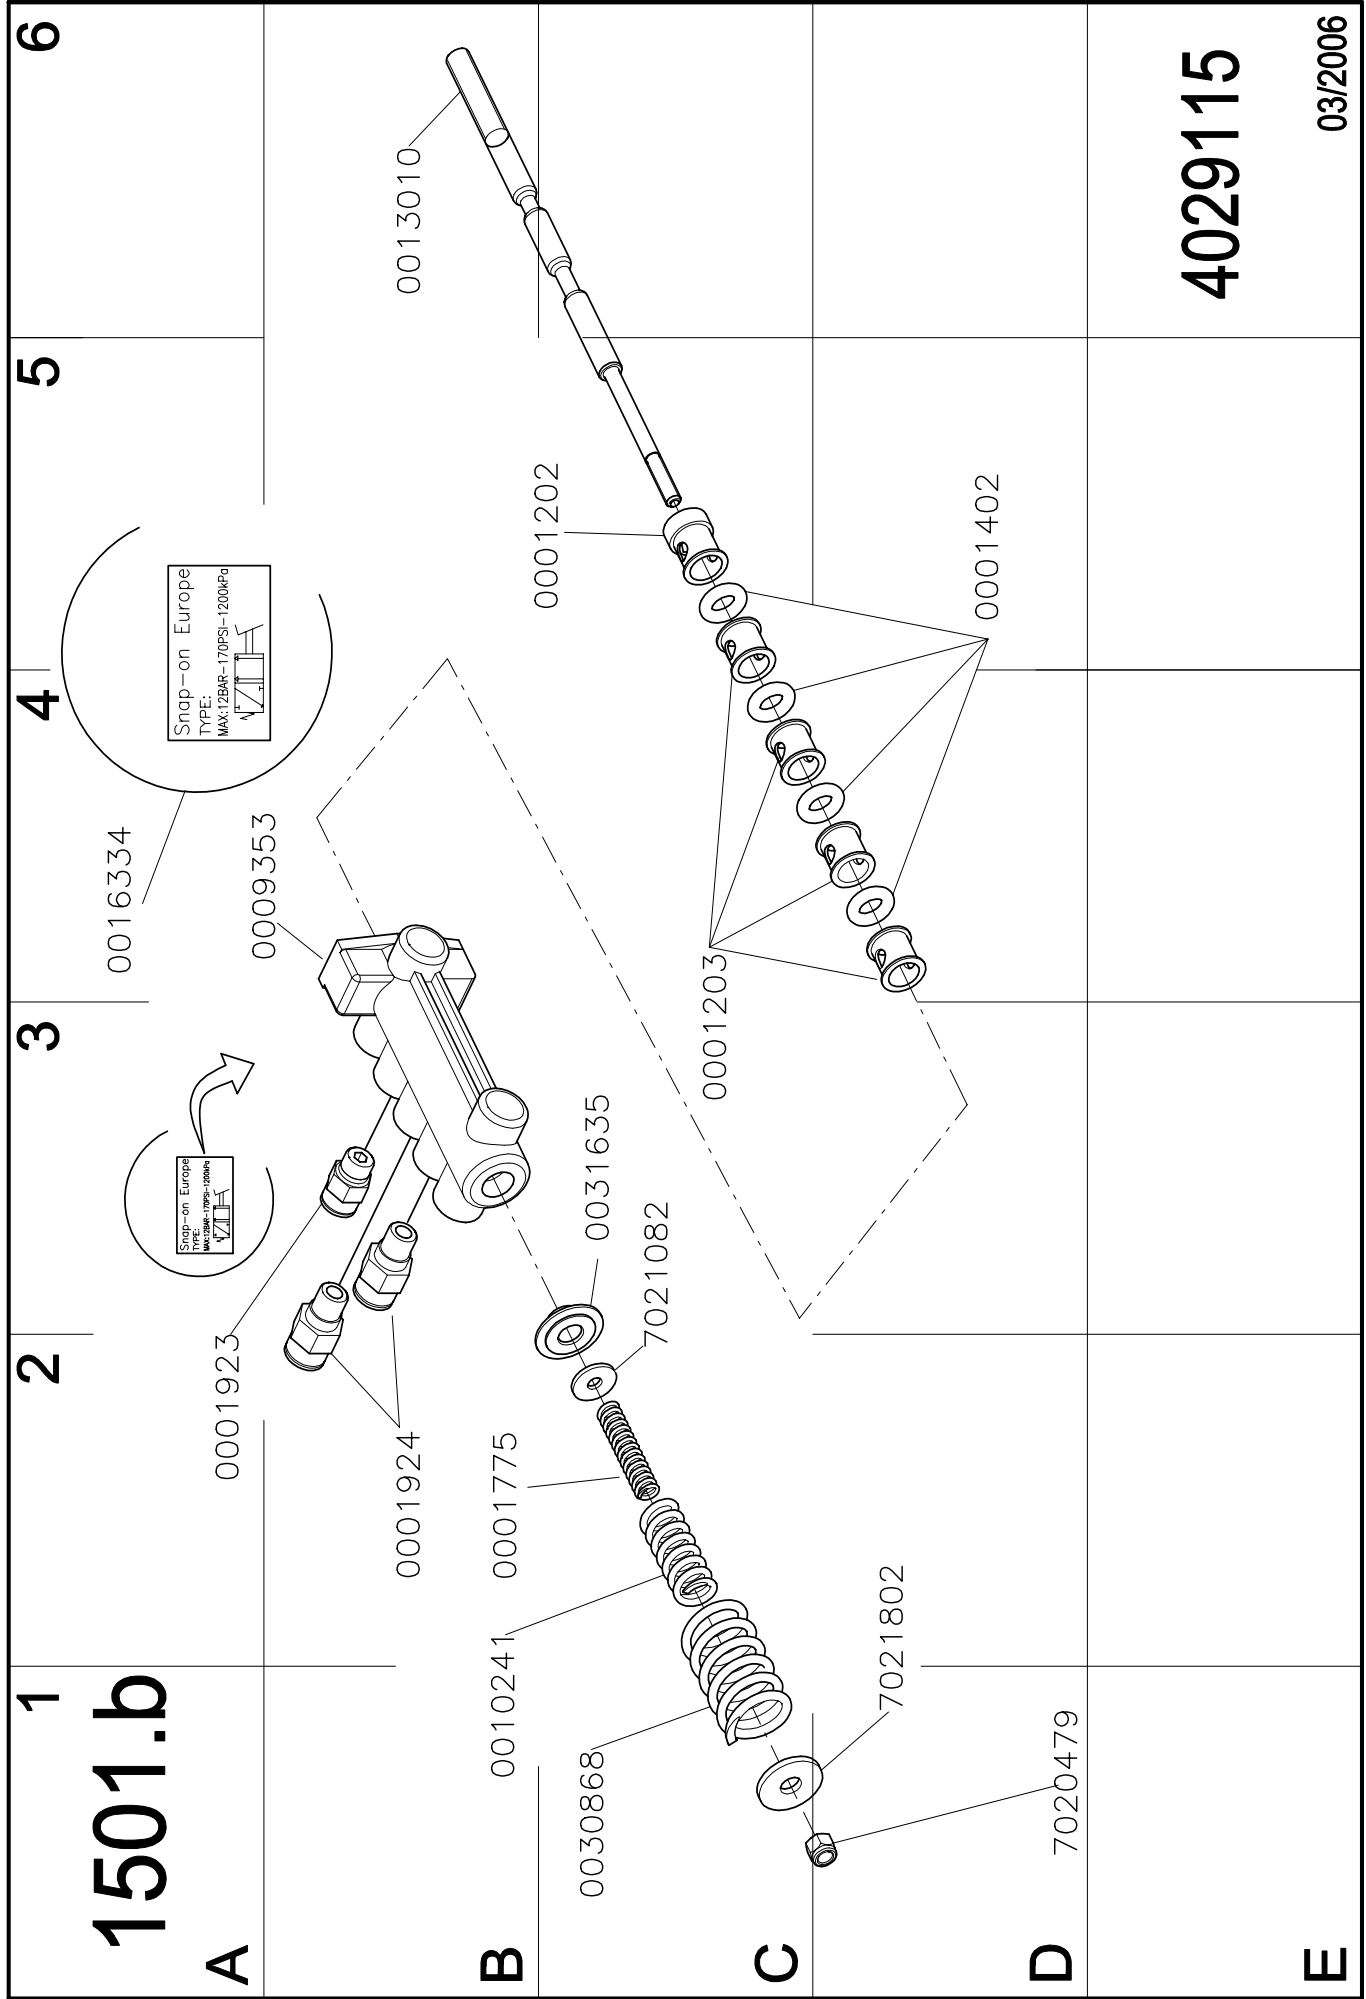 1501.b
1
2
3
4
5
6
A
B
C
D
E
0001923
Snap-on Europe
TYPE:
MAX:12BAR-170PSI-1200kPa
0016334
Snap-on Europe
TYPE:
MAX:12BAR-170PSI-1200kPa
0009353
0013010
0001924
0001775
0010241
0030868
0031635
7021082
0001202
0001203
0001402
7021802
7020479
4029115
03/2006